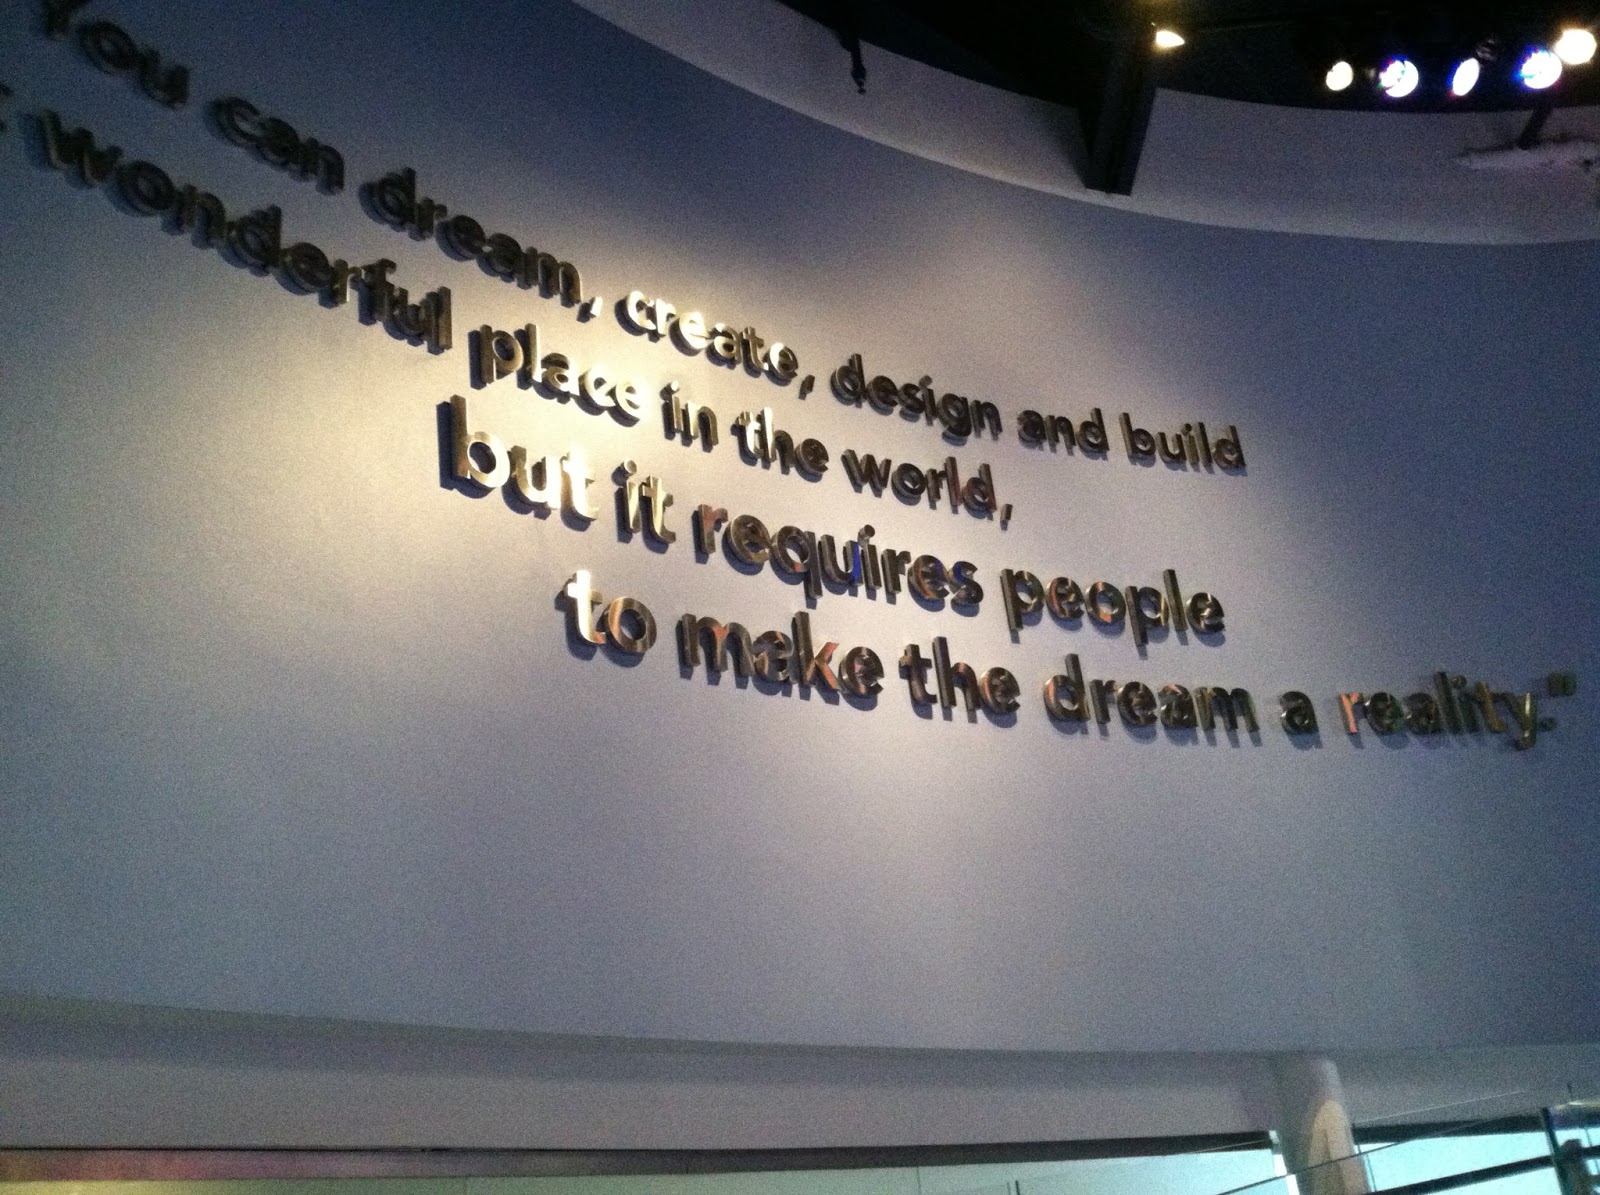 You can dream, create, design and build
wonderful place in the world,
but it requires people
to make the dream a reality."